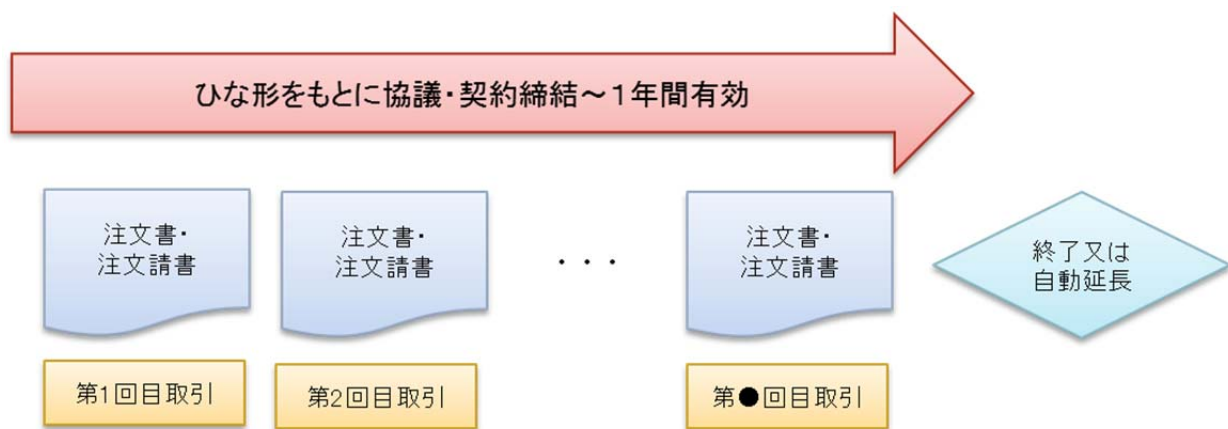 ひな形をもとに協議・契約締結～１年間有効
注文書・
注文請書
注文書・
注文請書
・・・
注文書・
注文請書
終了又は
自動延長
第1回目取引
第2回目取引
第●回目取引